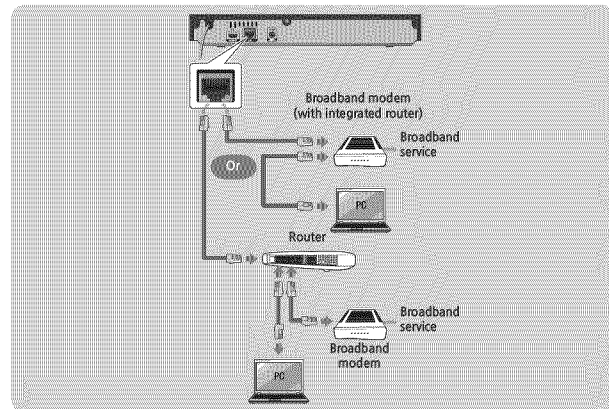 Broadband modem
(with integrated router)
Broadband
service
Or
PC
Router
Broadband
service
Broadband
modem
PC